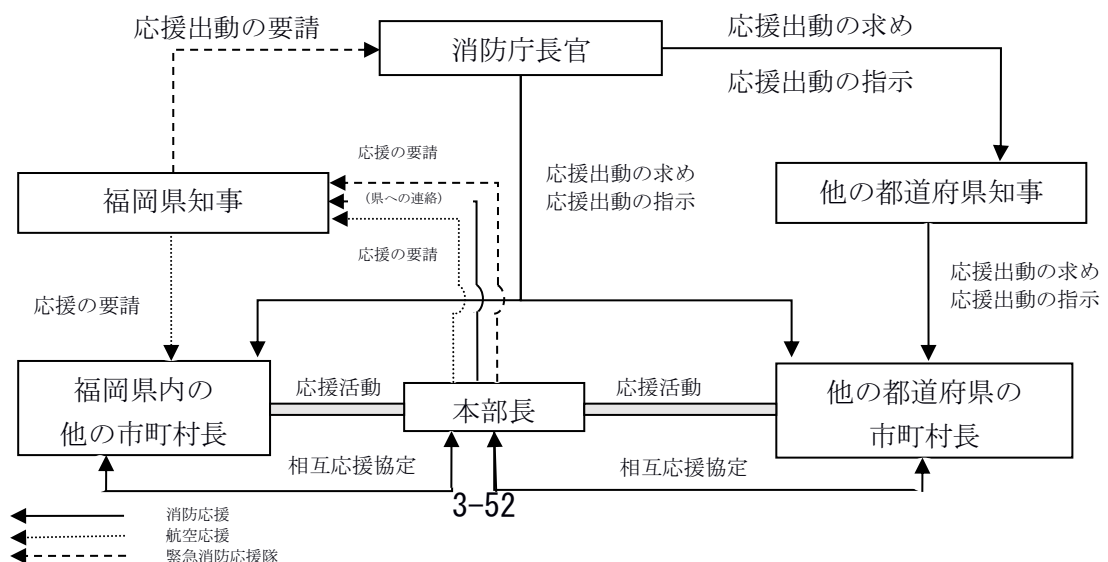 応援出動の要請
消防庁長官
応援出動の求め
応援出動の指示
応援の要請
応援出動の求め
応援出動の指示
福岡県知事
(県への連絡)
他の都道府県知事
応援の要請
応援の要請
応援出動の求め
応援出動の指示
福岡県内の
他の市町村長
応援活動
本部長
応援活動
他の都道府県の
市町村長
相互応援協定
相互応援協定
3-52
消防応援
航空応援
緊急消防応援隊